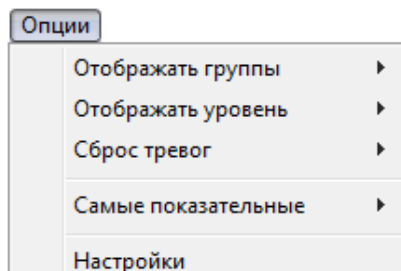 Опции
Отображать группы
Отображать уровень
Сброс тревог
Самые показательные
Настройки